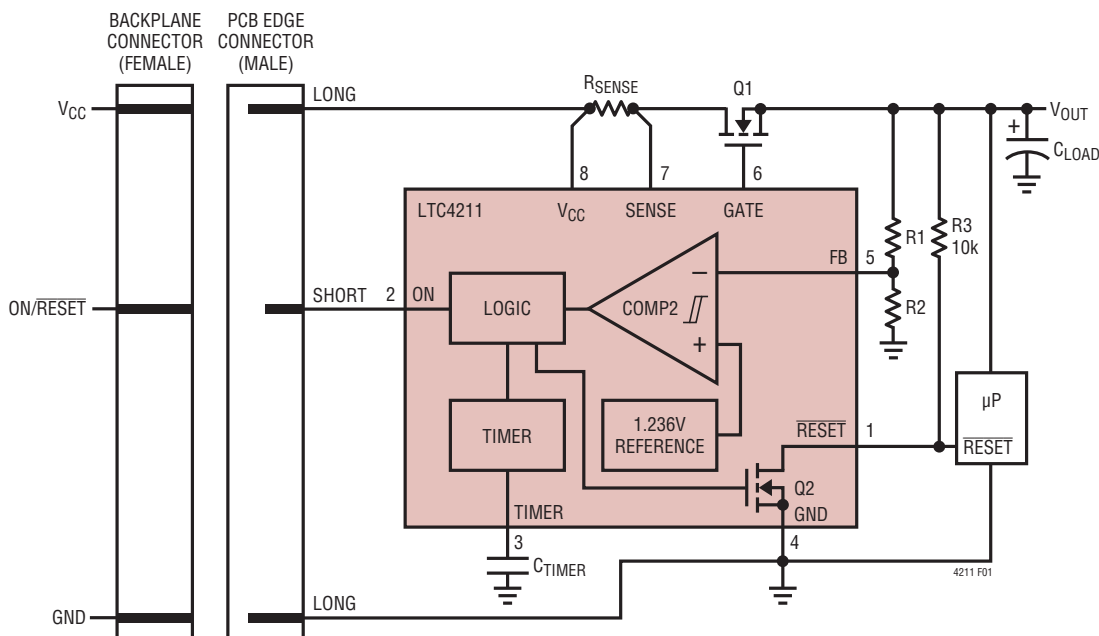 BACKPLANE
CONNECTOR
(FEMALE)
PCB EDGE
CONNECTOR
(MALE)
VCC
LONG
RSENSE
Q1
VOUT
+
CLOAD
8
7
6
LTC4211
VCC
SENSE
GATE
R1
R3
10k
FB
5
R2
ON/RESET
SHORT
2
ON
LOGIC
COMP2
−
+
TIMER
1.236V
REFERENCE
RESET
1
µP
RESET
Q2
GND
TIMER
3
CTIMER
4
4211 F01
GND
LONG